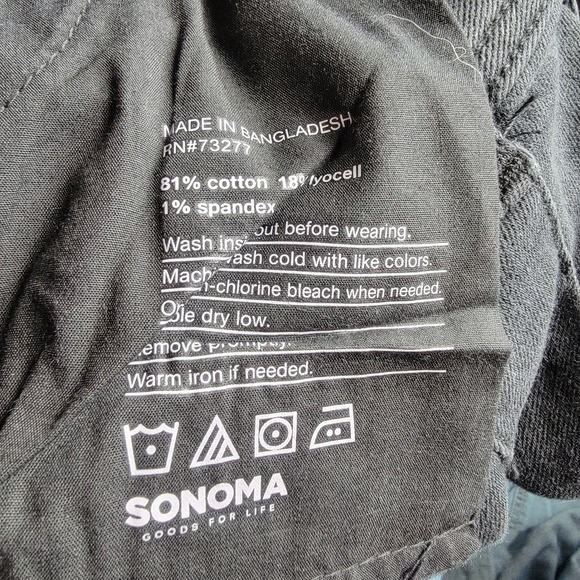 MADE IN BANGLADESH
RN#73277
81% cotton 18% lyocell
1% spandex
Wash out before wearing.
wash cold with like colors.
chlorine bleach when needed.
dry low.
Warm iron if needed.
SONOMA
GOODS FOR LIFE